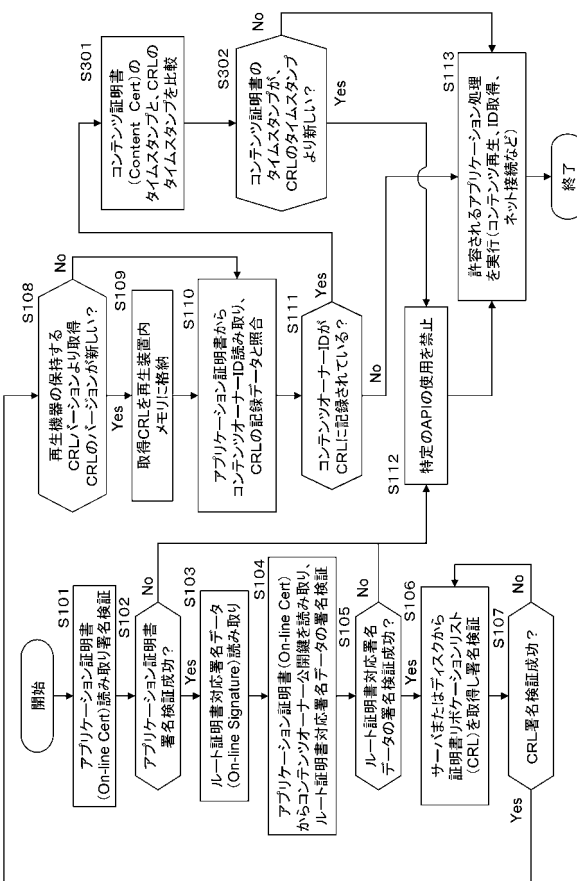 開始
S101
アプリケーション証明書
(On-line Cert)読み取り署名検証
S102
アプリケーション証明書
署名検証成功？
No
Yes
S103
ルート証明書対応署名データ
(On-line Signature)読み取り
S104
アプリケーション証明書(On-line Cert)
からコンテンツオーナー公開鍵を読み取り、
ルート証明書対応署名データの署名検証
S105
ルート証明書対応署名
データの署名検証成功？
No
Yes
S106
サーバまたはディスクから
証明書リボケーションリスト
(CRL)を取得し署名検証
S107
CRL署名検証成功？
No
Yes
S108
再生機器の保持する
CRLバージョンより取得
CRLのバージョンが新しい？
No
Yes
S109
取得CRLを再生装置内
メモリに格納
S110
アプリケーション証明書から
コンテンツオーナーID読み取り、
CRLの記録データと照合
S111
コンテンツオーナーIDが
CRLに記録されている？
Yes
No
S112
特定のAPIの使用を禁止
S301
コンテンツ証明書
(Content Cert)の
タイムスタンプと、CRLの
タイムスタンプを比較
S302
コンテンツ証明書の
タイムスタンプが、
CRLのタイムスタンプ
より新しい？
No
Yes
S113
許容されるアプリケーション処理
を実行(コンテンツ再生、ID取得、
ネット接続など)
終了